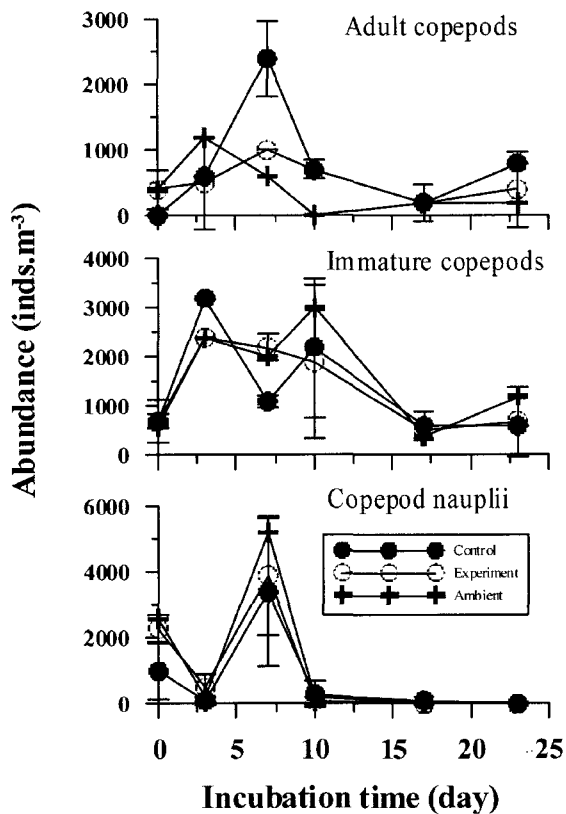 Adult copepods
3000
2000
1000
0
Immature copepods
4000
3000
2000
1000
0
Copepod nauplii
6000
4000
2000
0
Control
Experiment
Ambient
0 5 10 15 20 25
Abundance (inds.m-3)
Incubation time (day)